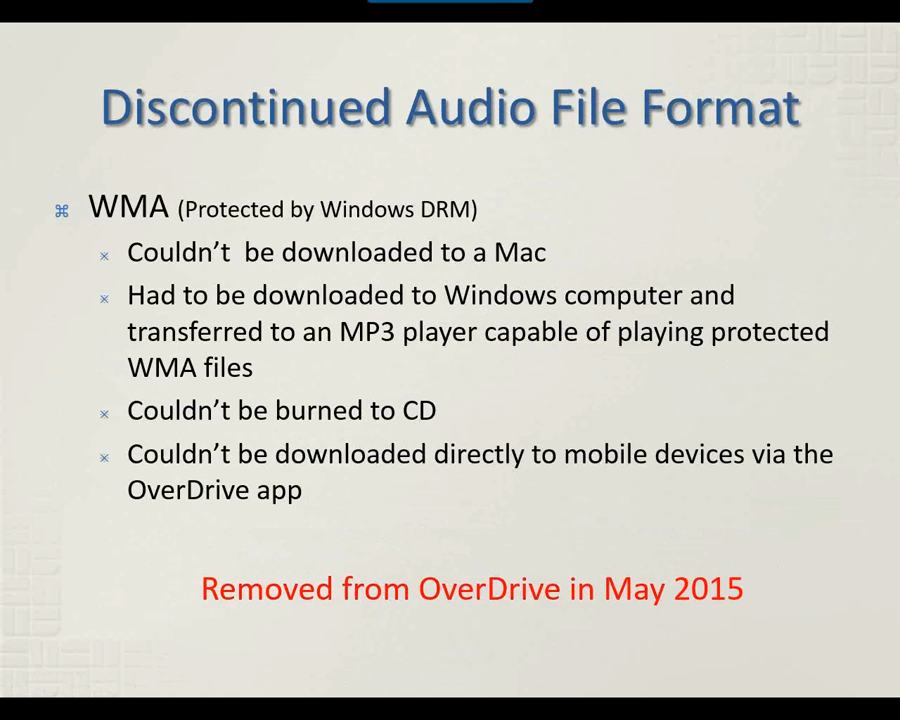 Discontinued Audio File Format
WMA (Protected by Windows DRM)
Couldn’t  be downloaded to a Mac
Had to be downloaded to Windows computer and
transferred to an MP3 player capable of playing protected
WMA files
Couldn’t be burned to CD
Couldn’t be downloaded directly to mobile devices via the
OverDrive app
Removed from OverDrive in May 2015